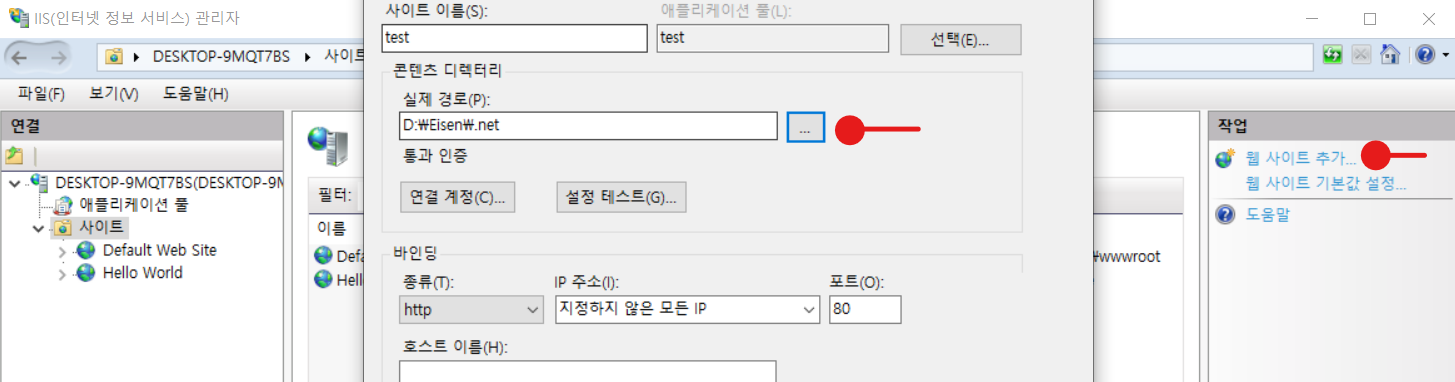 IIS(인터넷 정보 서비스) 관리자
DESKTOP-9MQT7BS 사이트
파일(F) 보기(V) 도움말(H)
연결
DESKTOP-9MQT7BS(DESKTOP-9M
애플리케이션 풀
사이트
Default Web Site
Hello World
필터:
이름
Defa
Hell
사이트 이름(S): 애플리케이션 풀(L):
test test 선택(E)...
콘텐츠 디렉터리
실제 경로(P):
D:₩Eisen₩.net ...
통과 인증
연결 계정(C)... 설정 테스트(G)...
바인딩
종류(T): IP 주소(I): 포트(O):
http 지정하지 않은 모든 IP 80
호스트 이름(H):
₩wwwroot
작업
웹 사이트 추가...
웹 사이트 기본값 설정...
도움말